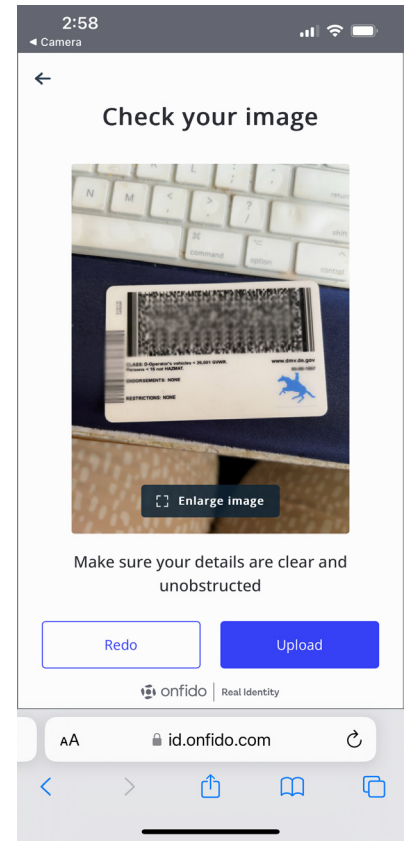 2:58
◀ Camera
Check your image
L : ;
N M < , > . ? / return
shift
⌘ ⌥ ^
command option control
CLASS: D-Operator's vehicles < 26,001 GVWR.
Persons < 16 not HAZMAT.
www.dmv.de.gov
ENDORSEMENTS: NONE
RESTRICTIONS: NONE
Enlarge image
Make sure your details are clear and
unobstructed
Redo
Upload
onfido | Real Identity
AA id.onfido.com